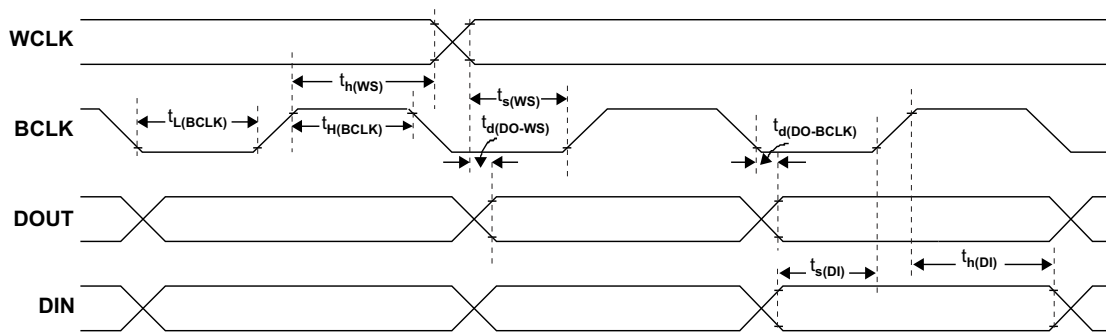 WCLK
th(WS)
ts(WS)
BCLK
tL(BCLK)
tH(BCLK)
td(DO-WS)
td(DO-BCLK)
DOUT
ts(DI)
th(DI)
DIN